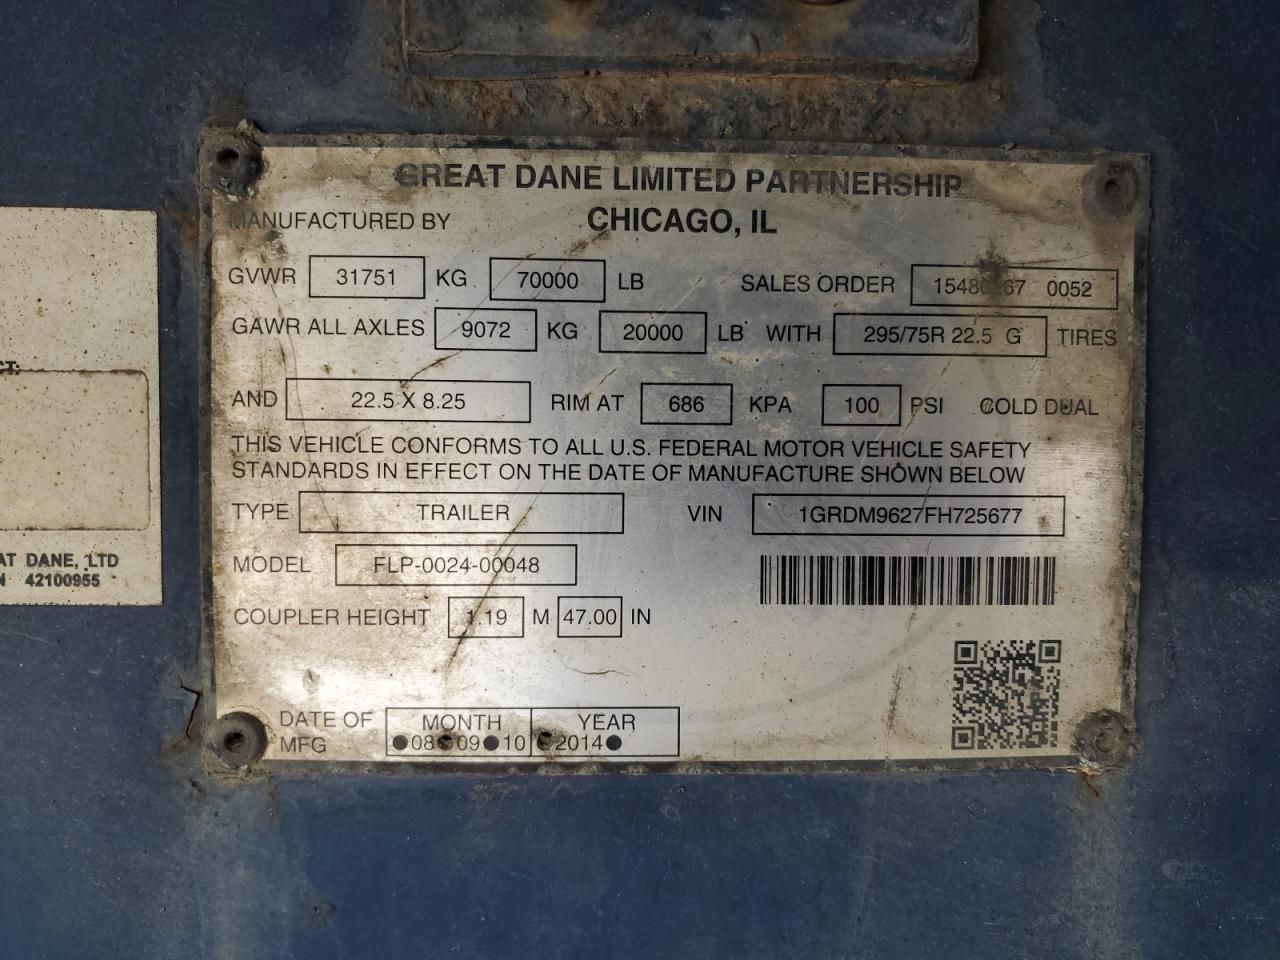 GREAT DANE LIMITED PARTNERSHIP
MANUFACTURED BY CHICAGO, IL
GVWR 31751 KG 70000 LB SALES ORDER 0052
GAWR ALL AXLES 9072 KG 20000 LB WITH 295/75R 22.5 G TIRES
AND 22.5 X 8.25 RIM AT 686 KPA 100 PSI COLD DUAL
THIS VEHICLE CONFORMS TO ALL U.S. FEDERAL MOTOR VEHICLE SAFETY
STANDARDS IN EFFECT ON THE DATE OF MANUFACTURE SHOWN BELOW
TYPE TRAILER VIN 1GRDM9627FH725677
MODEL FLP-0024-00048
COUPLER HEIGHT 1.19 M 47.00 IN
DATE OF MFG MONTH YEAR
08 09 10 2014
DANE, LTD
42100955